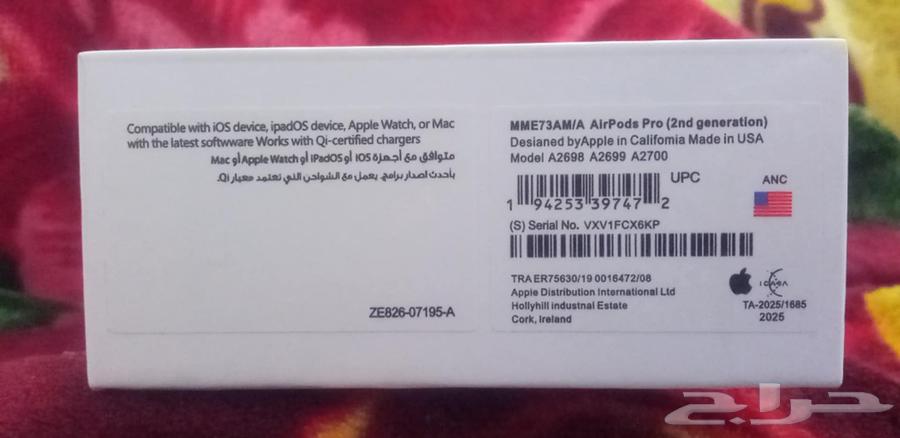 Compatible with iOS device, ipadOS device, Apple Watch, or Mac
with the latest softwware Works with Qi-certified chargers
متوافق مع أجهزة iOS أو iPadOS أو Apple Watch أو Mac
بأحدث اصدار برامج. يعمل مع الشواحن التي تعتمد معيار Qi.
ZE826-07195-A
MME73AM/A AirPods Pro (2nd generation)
Desianed byApple in California Made in USA
Model A2698 A2699 A2700
UPC
1 94253 39747 2
ANC
(S) Serial No. VXV1FCX6KP
TRA ER75630/19 0016472/08
Apple Distribution International Ltd
Hollyhill industnal Estate
Cork, Ireland
ICASA
TA-2025/1685
2025
حراج